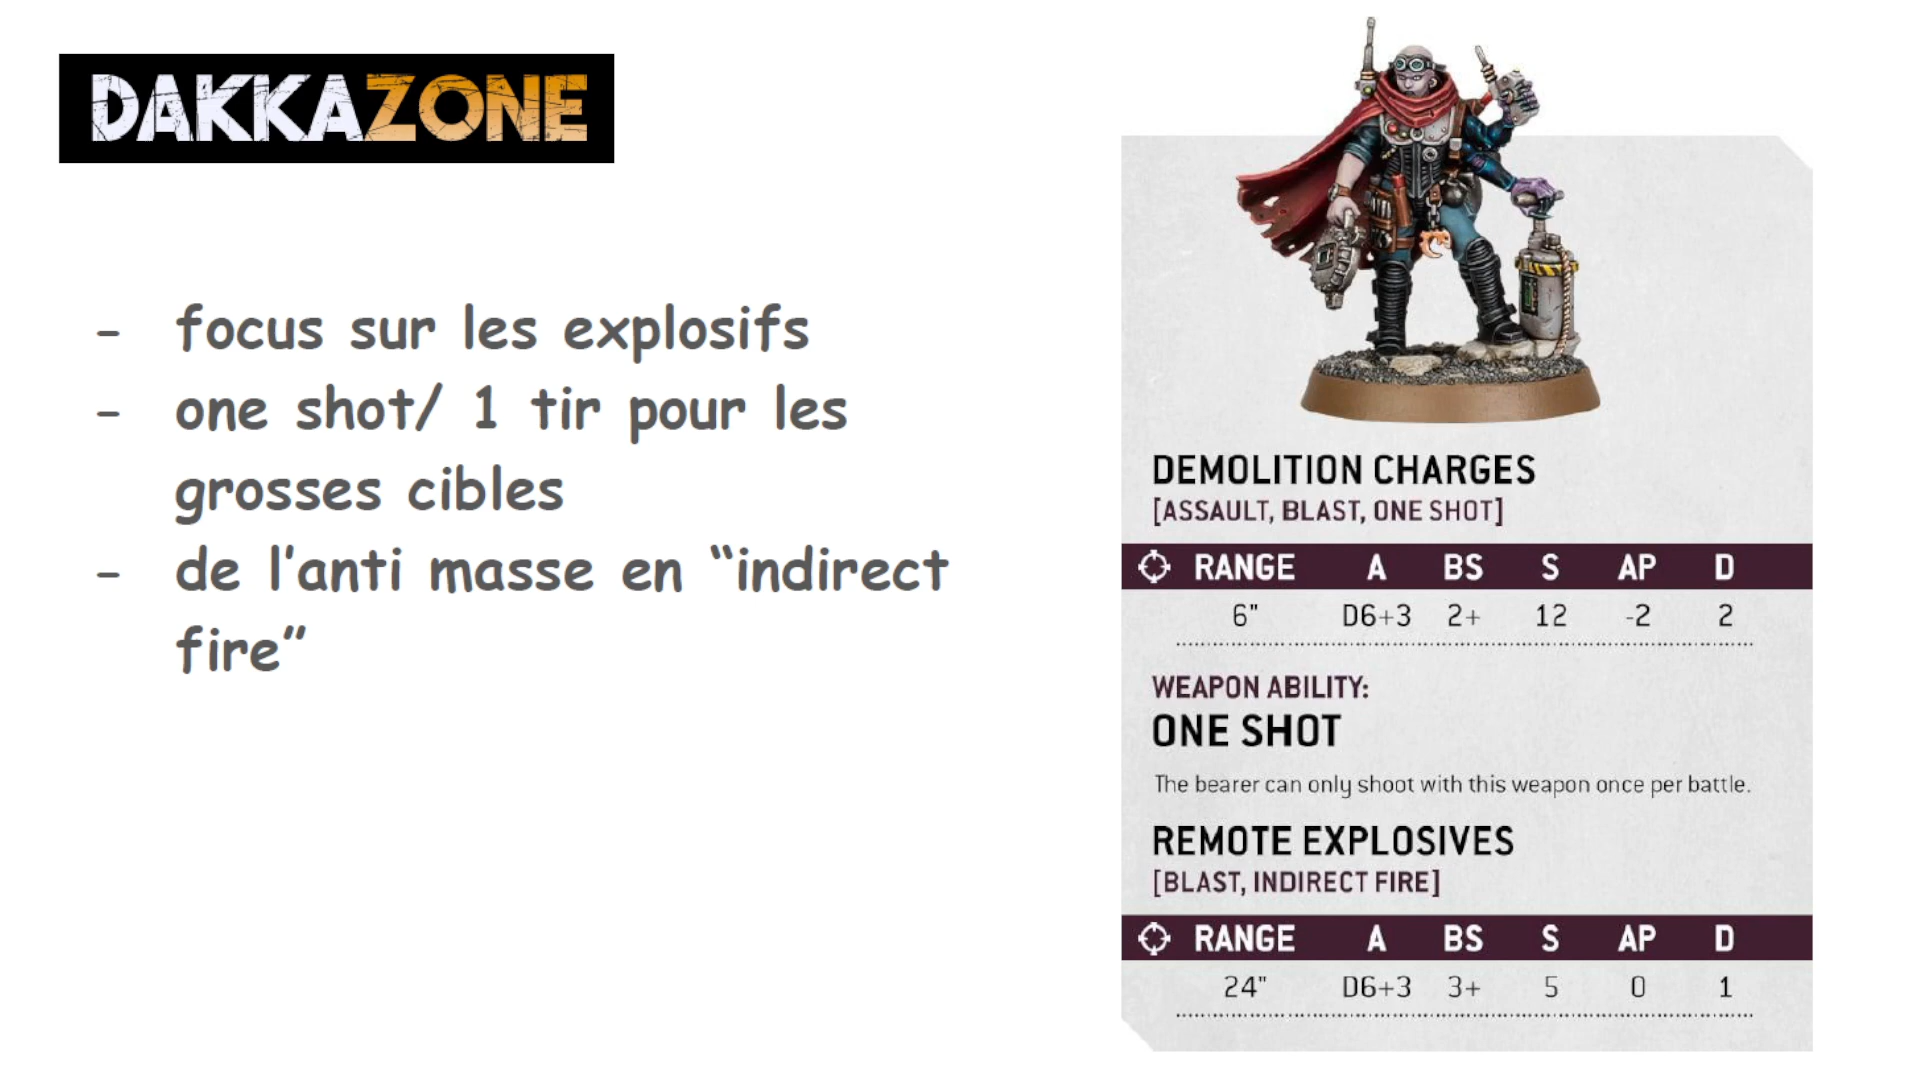 DAKKAZONE
- focus sur les explosifs
- one shot/ 1 tir pour les
grosses cibles
- de l'anti masse en “indirect
fire”
DEMOLITION CHARGES
[ASSAULT, BLAST, ONE SHOT]
RANGE A BS S AP D
6" D6+3 2+ 12 -2 2
WEAPON ABILITY:
ONE SHOT
The bearer can only shoot with this weapon once per battle.
REMOTE EXPLOSIVES
[BLAST, INDIRECT FIRE]
RANGE A BS S AP D
24" D6+3 3+ 5 0 1